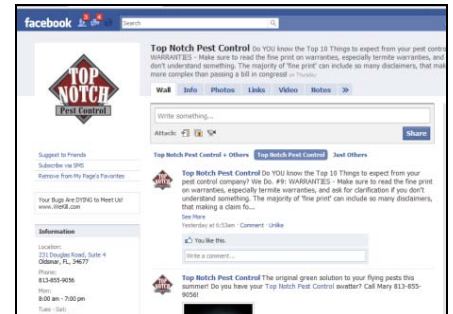 facebook
Search
Top Notch Pest Control Do YOU know the Top 10 Things to expect from your pest contro
WARRANTIES - Make sure to read the fine print on warranties, especially termite warranties, and
don't understand something. The majority of 'fine print' can include so many disclaimers, that mak
more complex than passing a bill in congress! on Thursday
TOP
NOTCH
Pest Control
Wall Info Photos Links Video Notes »
Write something...
Attach:
Share
Suggest to Friends
Subscribe via SMS
Remove from My Page's Favorites
Your Bugs Are DYING to Meet Us!
www.WeKill.com
Information
Location:
231 Douglas Road, Suite 4
Oldsmar, FL, 34677
Phone:
813-855-9056
Mon:
8:00 am - 7:00 pm
Tues - Sat:
Top Notch Pest Control + Others Top Notch Pest Control Just Others
Top Notch Pest Control Do YOU know the Top 10 Things to expect from your
pest control company? We Do. #9: WARRANTIES - Make sure to read the fine print
on warranties, especially termite warranties, and ask for clarification if you don't
understand something. The majority of 'fine print' can include so many disclaimers,
that making a claim fo...
See More
Yesterday at 6:53am · Comment · Unlike
You like this.
Write a comment...
Top Notch Pest Control The original green solution to your flying pests this
summer! Do you have your Top Notch Pest Control swatter? Call Mary 813-855-
9056!